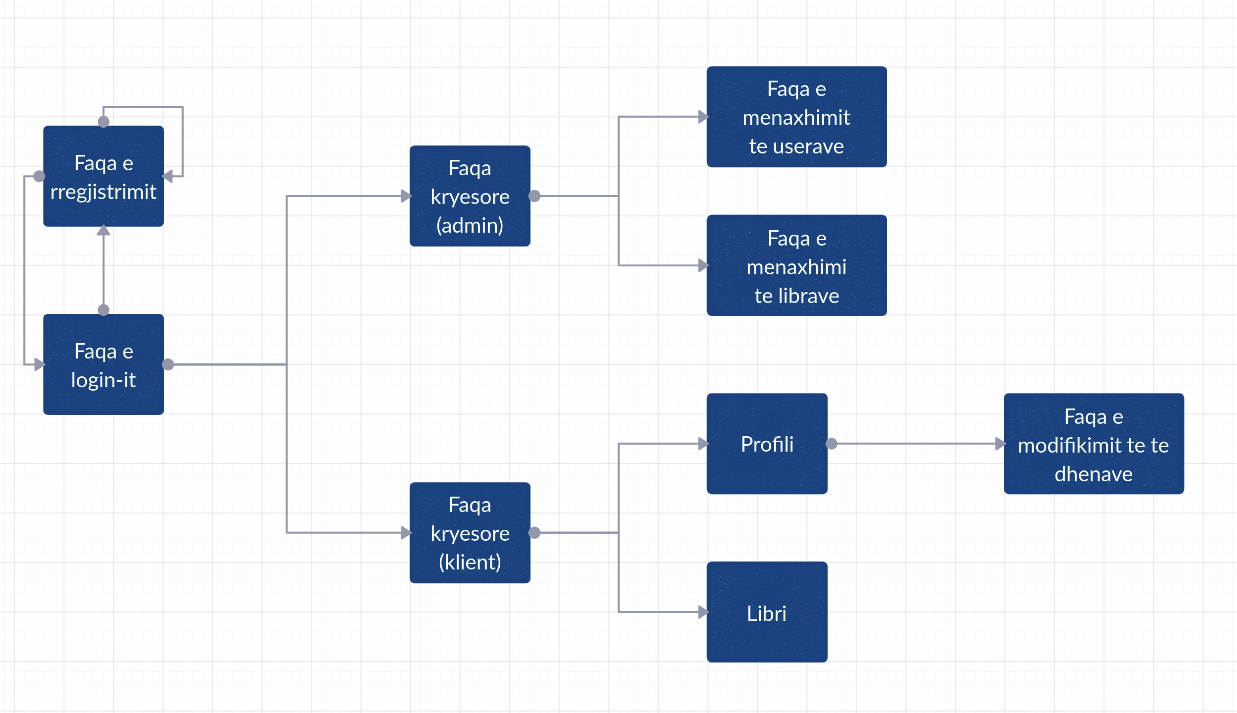 Faqa e
rregjistrimit
Faqa e
login-it
Faqa
kryesore
(admin)
Faqa
kryesore
(klient)
Faqa e
menaxhimit
te userave
Faqa e
menaxhimi
te librave
Profili
Libri
Faqa e
modifikimit te te
dhenave